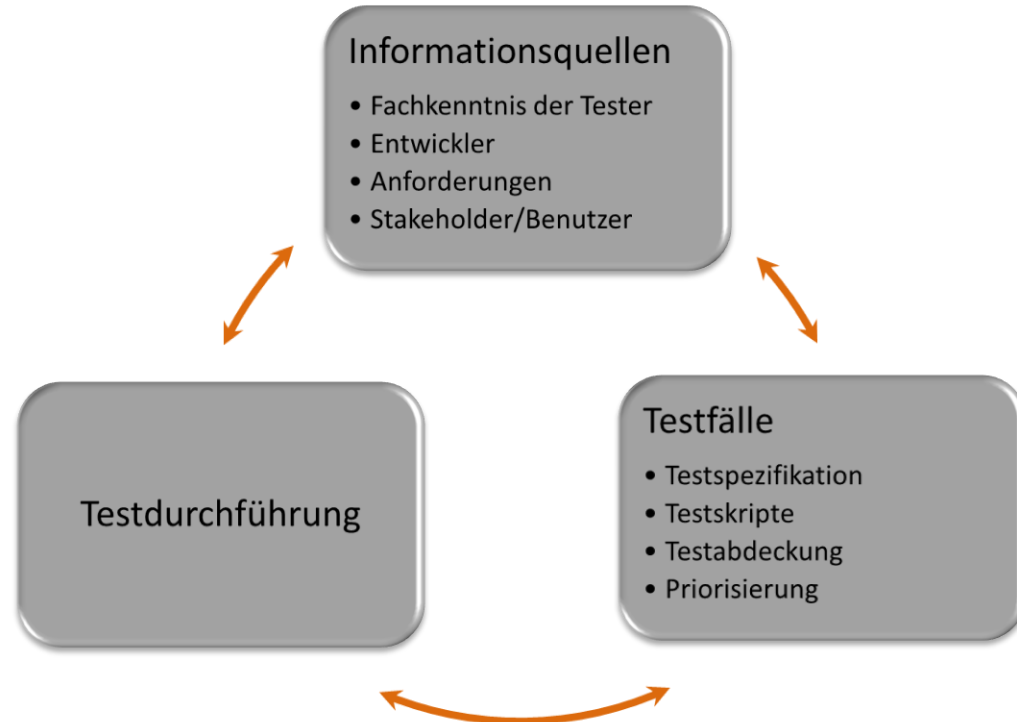 Informationsquellen
• Fachkenntnis der Tester
• Entwickler
• Anforderungen
• Stakeholder/Benutzer
Testdurchführung
Testfälle
• Testspezifikation
• Testskripte
• Testabdeckung
• Priorisierung